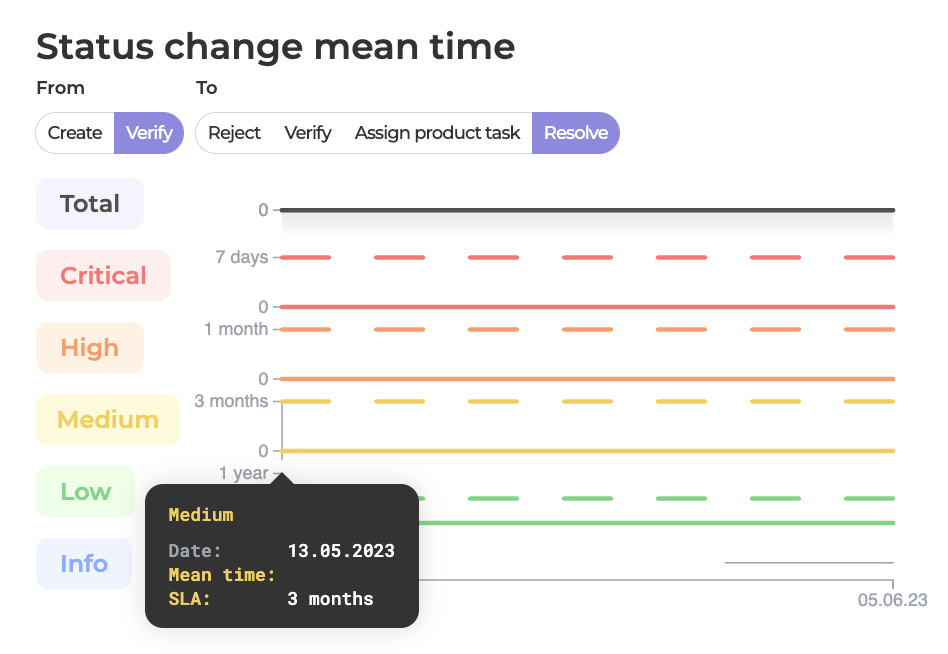 Status change mean time
From To
Create Verify Reject Verify Assign product task Resolve
Total
0
7 days
Critical
0
1 month
High
0
3 months
Medium
0
1 year
Low
Medium
Date: 13.05.2023
Mean time:
SLA: 3 months
Info
05.06.23